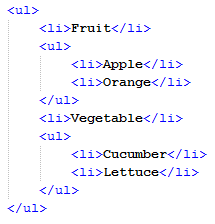 <ul>
    <li>Fruit</li>
    <ul>
        <li>Apple</li>
        <li>Orange</li>
    </ul>
    <li>Vegetable</li>
    <ul>
        <li>Cucumber</li>
        <li>Lettuce</li>
    </ul>
</ul>